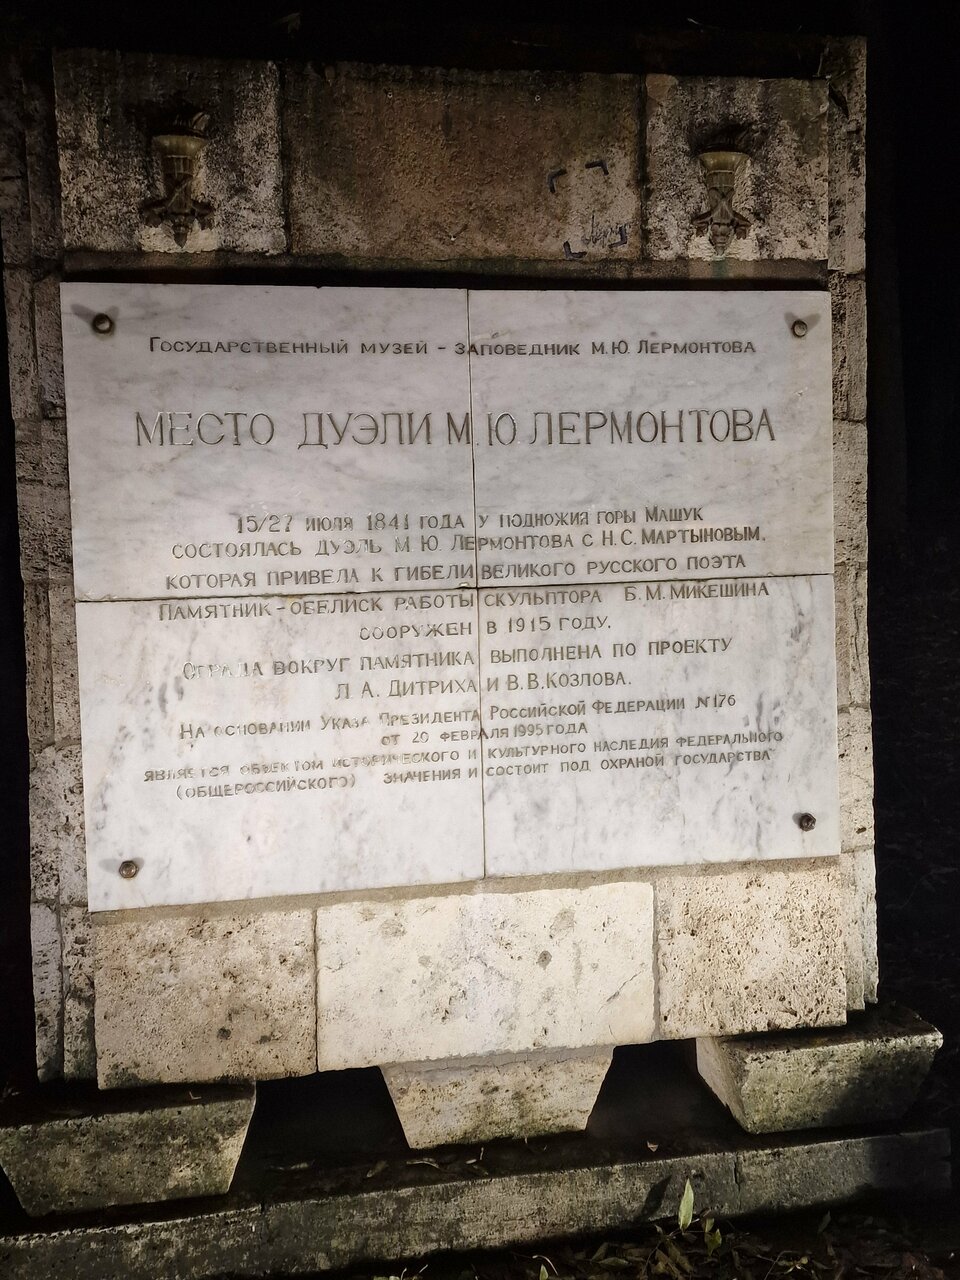 Государственный музей - заповедник М.Ю. Лермонтова
МЕСТО ДУЭЛИ М.Ю ЛЕРМОНТОВА
15/27 июля 1841 года у подножия горы Машук
состоялась дуэль М.Ю. Лермонтова с Н.С.Мартыновым,
которая привела к гибели великого русского поэта
Памятник-обелиск работы скульптора Б.М.Микешина
сооружен в 1915 году.
Ограда вокруг памятника выполнена по проекту
Л.А. Дитриха и В.В.Козлова.
На основании Указа Президента Российской Федерации №176
от 20 февраля 1995 года
является объектом исторического и культурного наследия федерального
(общероссийского) значения и состоит под охраной государства